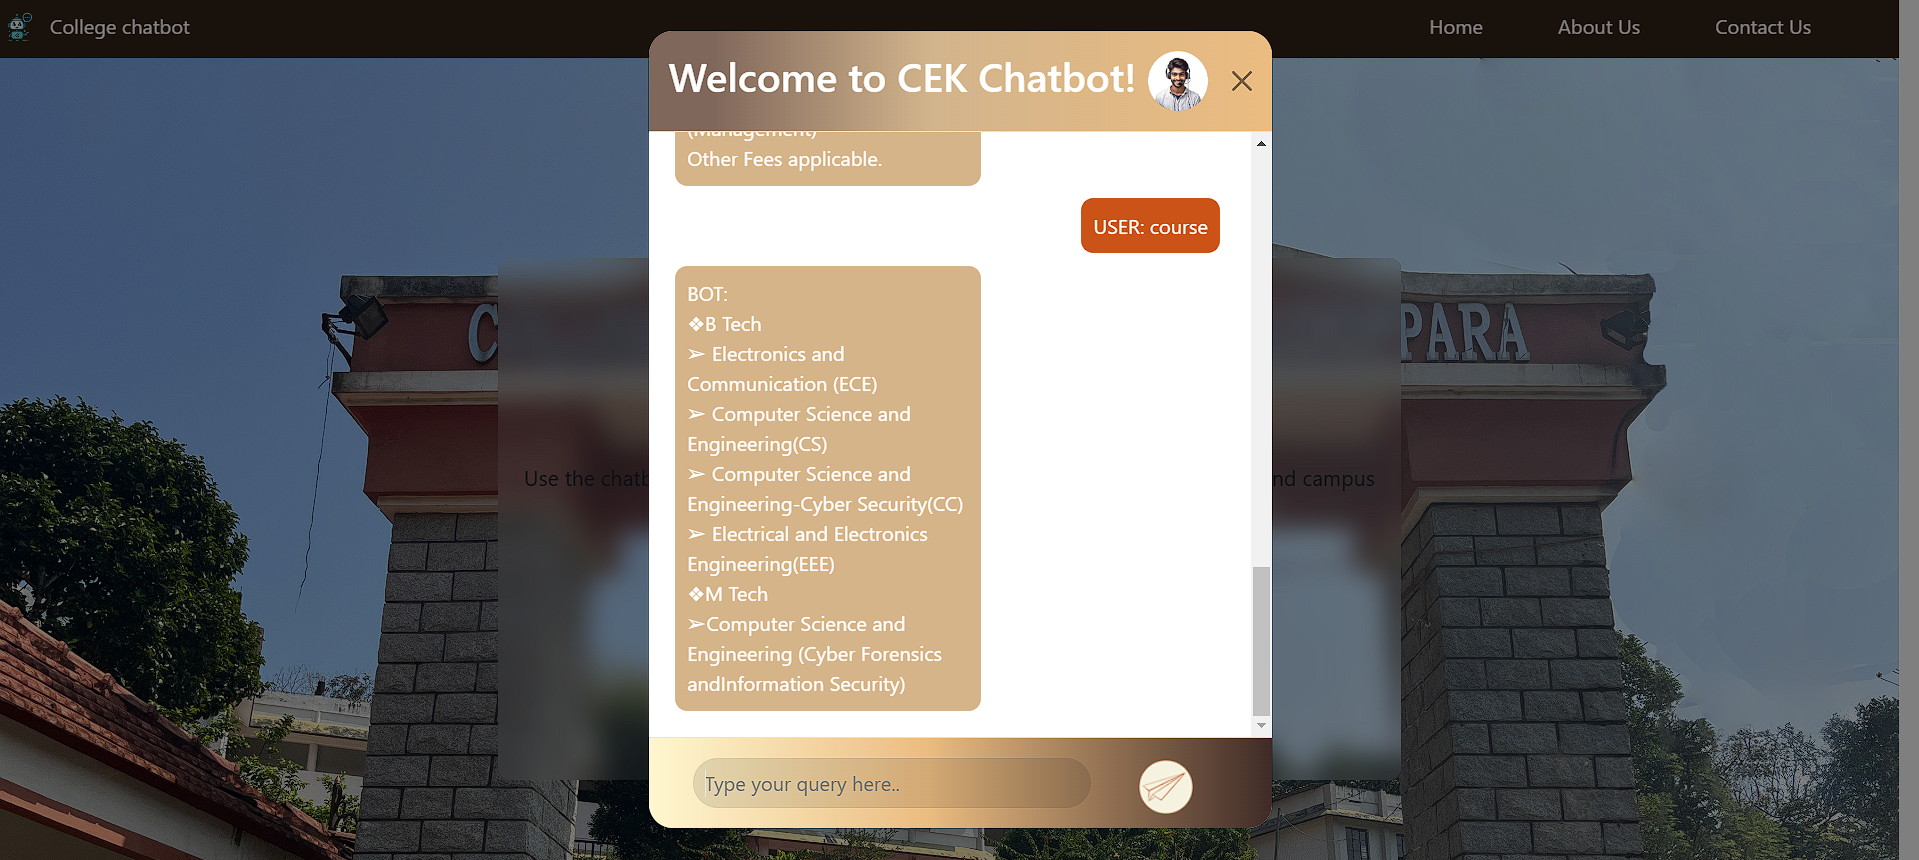 College chatbot
Home
About Us
Contact Us
Welcome to CEK Chatbot!
(Management)
Other Fees applicable.
USER: course
BOT:
❖B Tech
➢ Electronics and
Communication (ECE)
➢ Computer Science and
Engineering(CS)
➢ Computer Science and
Engineering-Cyber Security(CC)
➢ Electrical and Electronics
Engineering(EEE)
❖M Tech
➢Computer Science and
Engineering (Cyber Forensics
andInformation Security)
C
PARA
Use the chatb
nd campus
Type your query here..